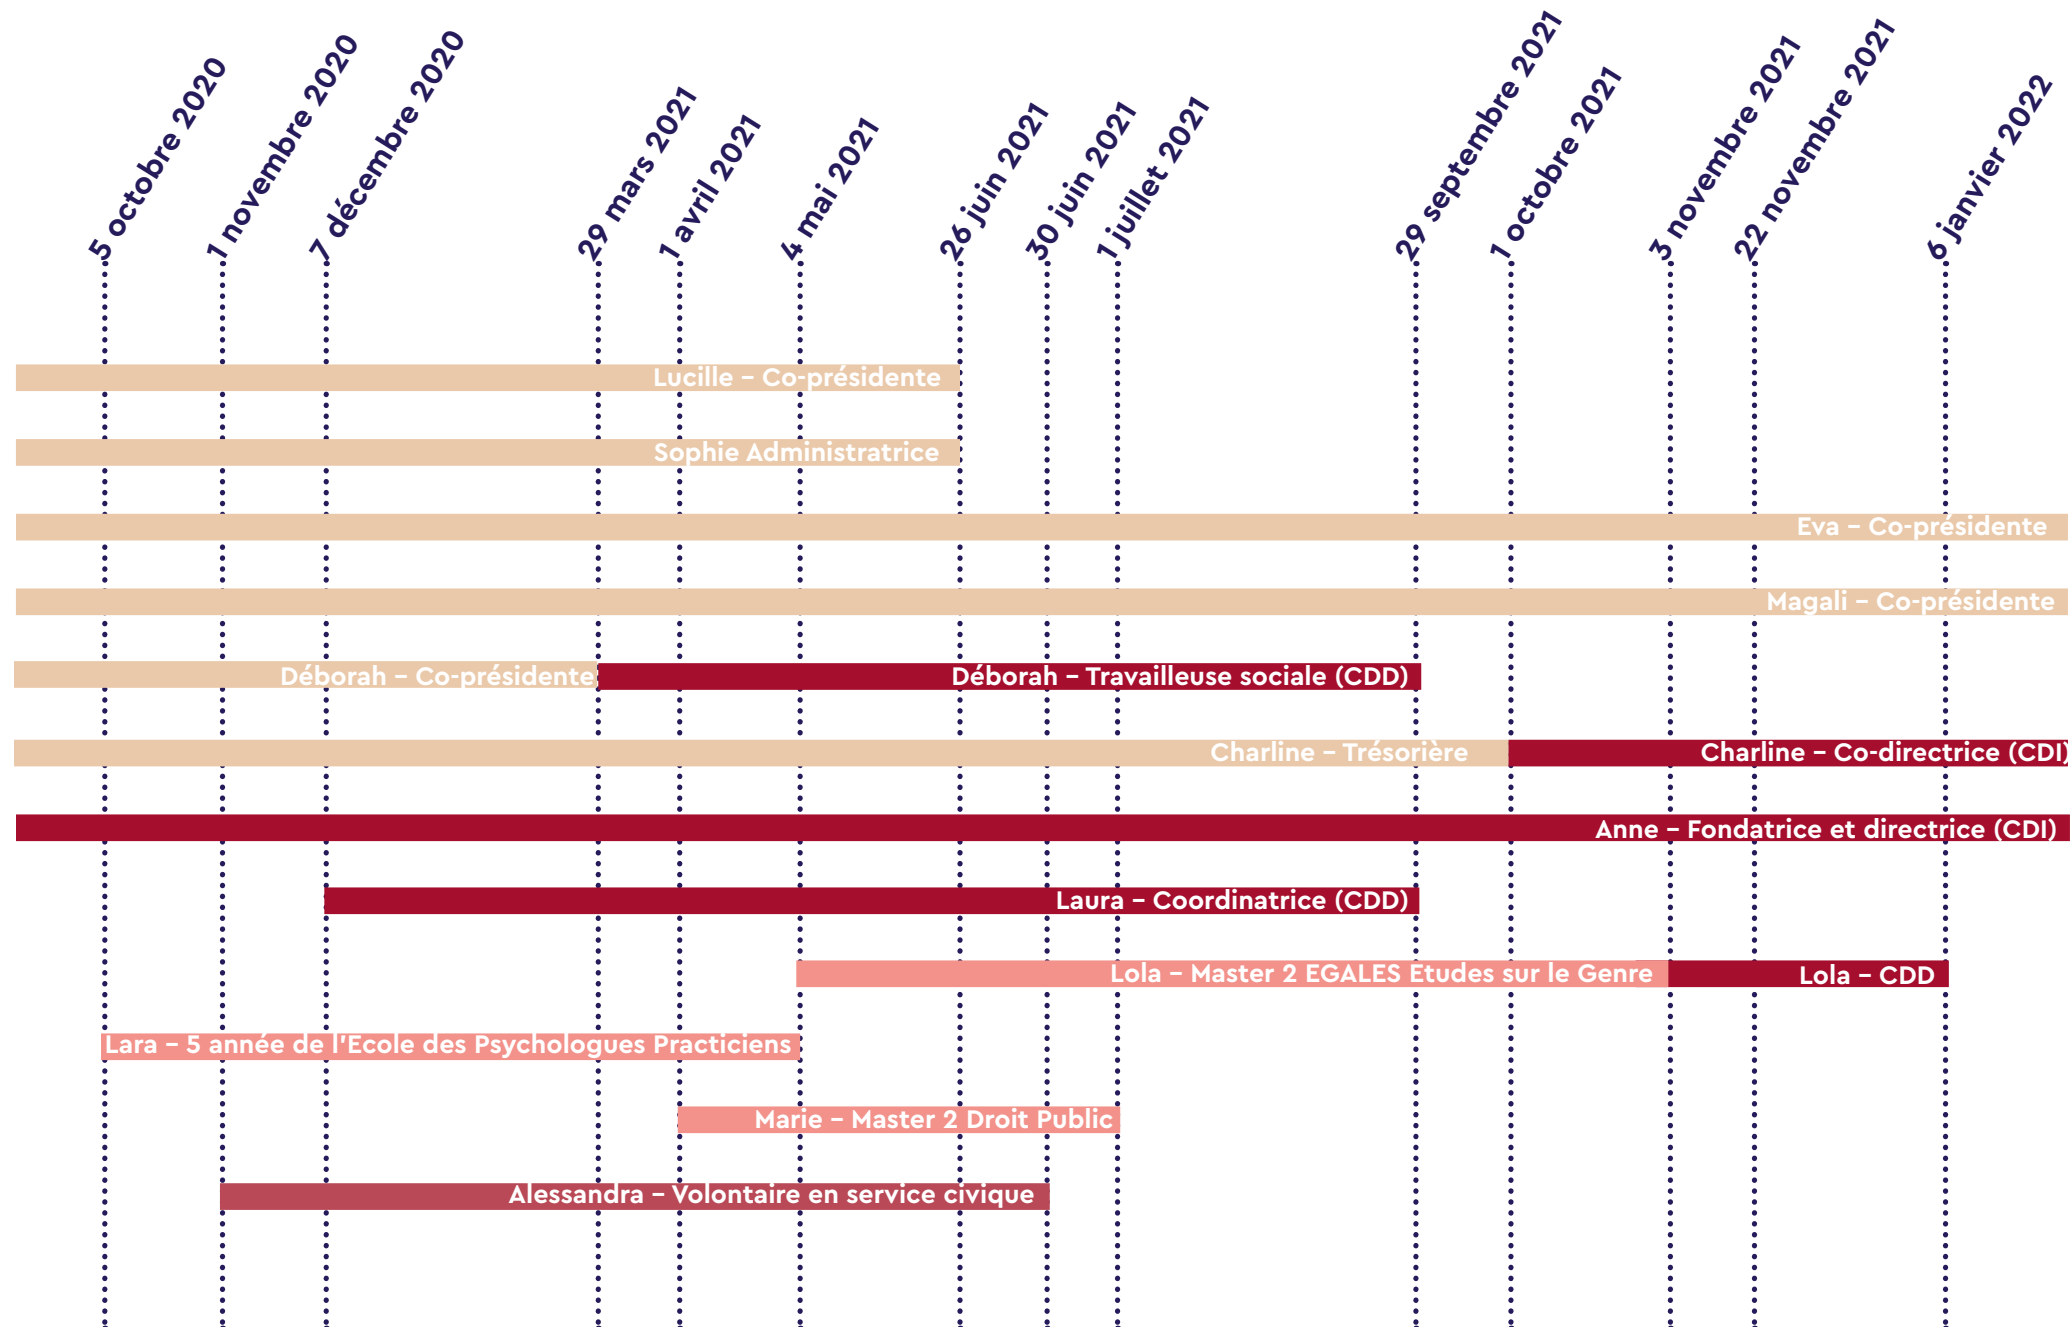 5 octobre 2020
1 novembre 2020
7 décembre 2020
29 mars 2021
1 avril 2021
4 mai 2021
26 juin 2021
30 juin 2021
1 juillet 2021
29 septembre 2021
1 octobre 2021
3 novembre 2021
22 novembre 2021
6 janvier 2022
Lucille – Co-présidente
Sophie Administratrice
Eva – Co-présidente
Magali – Co-présidente
Déborah – Co-présidente
Déborah – Travailleuse sociale (CDD)
Charline – Trésorière
Charline – Co-directrice (CDI)
Anne – Fondatrice et directrice (CDI)
Laura – Coordinatrice (CDD)
Lola – Master 2 EGALES Etudes sur le Genre
Lola – CDD
Lara – 5 année de l'Ecole des Psychologues Practiciens
Marie – Master 2 Droit Public
Alessandra – Volontaire en service civique